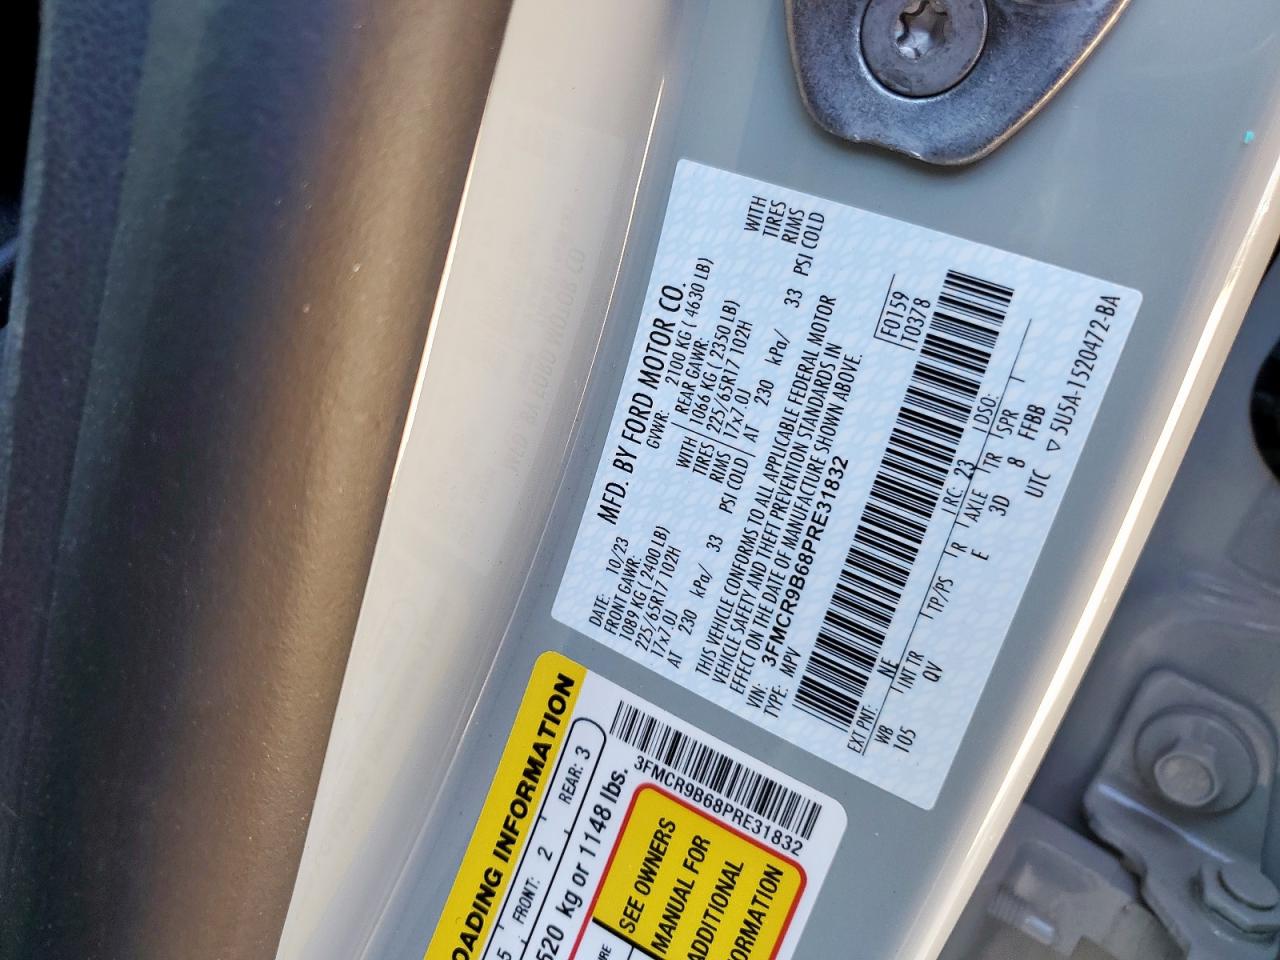 MFD. BY FORD MOTOR CO.
DATE: 10/23 GVWR: 2100 KG ( 4630 LB)
FRONT GAWR: REAR GAWR:
1089 KG ( 2400 LB) WITH 1066 KG ( 2350 LB) WITH
225/65R17 102H TIRES 225/65R17 102H TIRES
17x7.0J RIMS 17x7.0J RIMS
AT 230 kPa/ 33 PSI COLD AT 230 kPa/ 33 PSI COLD
THIS VEHICLE CONFORMS TO ALL APPLICABLE FEDERAL MOTOR
VEHICLE SAFETY AND THEFT PREVENTION STANDARDS IN
EFFECT ON THE DATE OF MANUFACTURE SHOWN ABOVE.
VIN: 3FMCR9B68PRE31832
TYPE: MPV
F0159
T0378
EXT PNT: NE RC: 23 DSO:
WB INT TR TP/PS R AXLE TR SPR
105 QV E 3D 8 FFBB
UTC ▽ 5U5A-1520472-BA
OADING INFORMATION
5 FRONT: 2 REAR: 3
520 kg or 1148 lbs.
3FMCR9B68PRE31832
SEE OWNERS
MANUAL FOR
ADDITIONAL
FORMATION